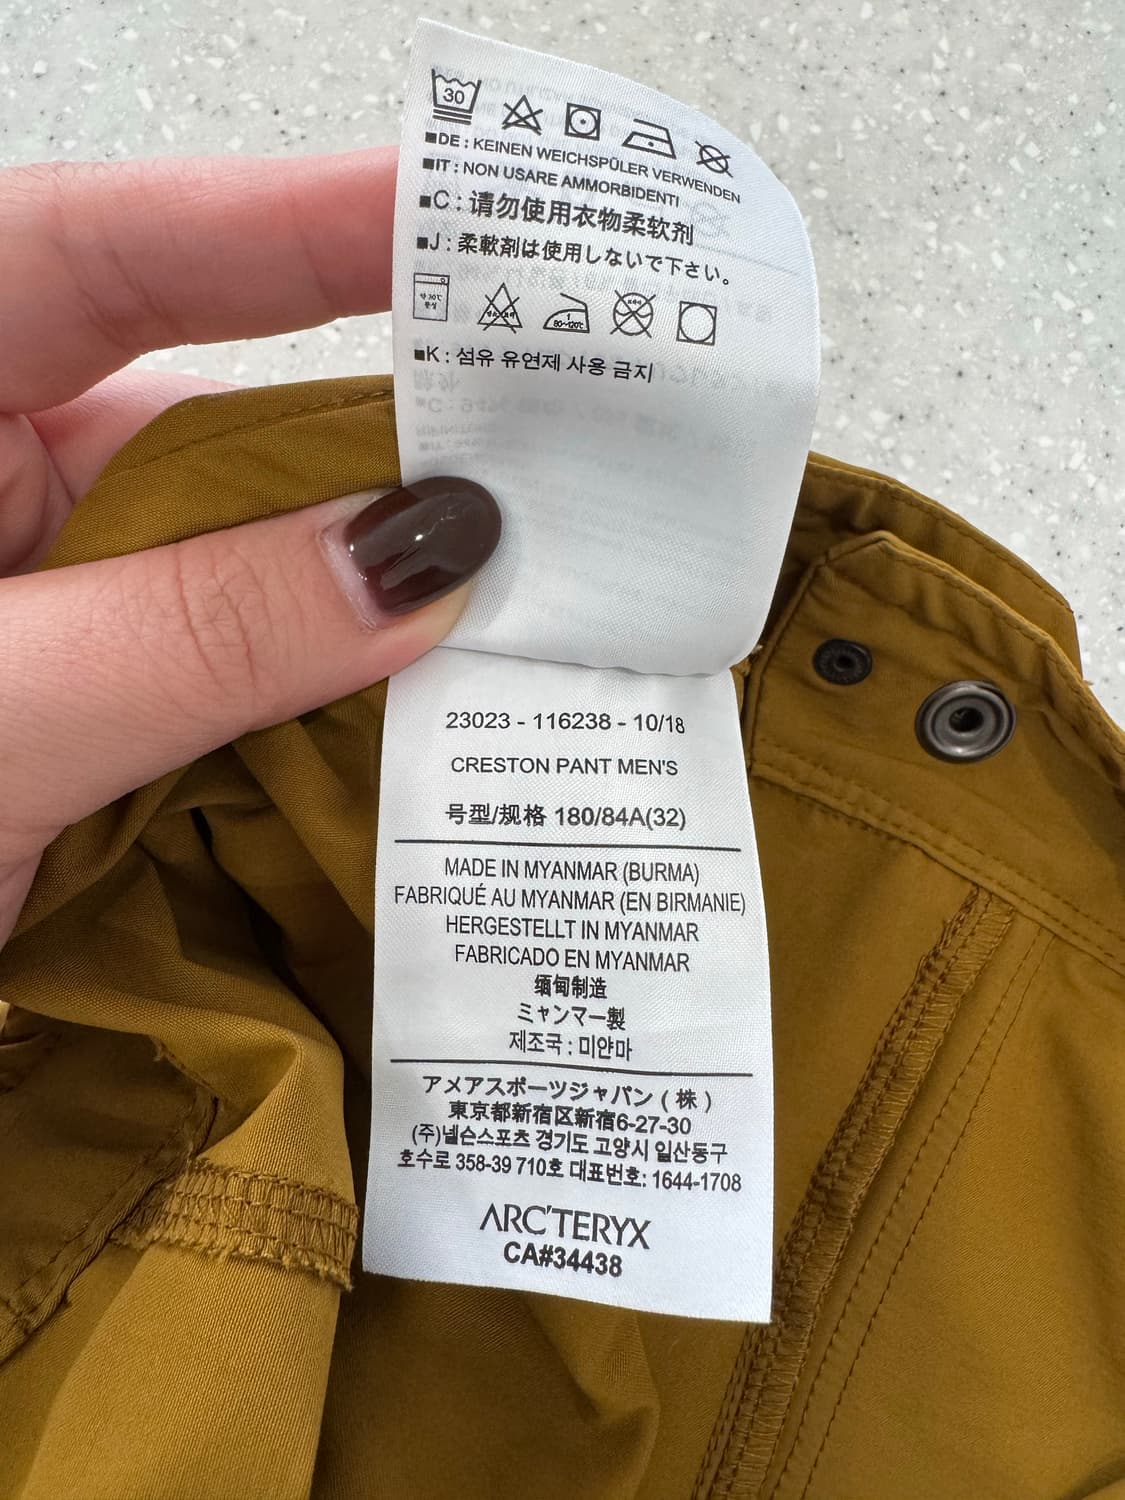 30
■DE : KEINEN WEICHSPÜLER VERWENDEN
■IT : NON USARE AMMORBIDENTI
■C : 请勿使用衣物柔软剂
■J : 柔軟剤は使用しないで下さい。
약 30℃
중성
80~120℃
■K : 섬유 유연제 사용 금지
23023 - 116238 - 10/18
CRESTON PANT MEN'S
号型/规格 180/84A(32)
MADE IN MYANMAR (BURMA)
FABRIQUÉ AU MYANMAR (EN BIRMANIE)
HERGESTELLT IN MYANMAR
FABRICADO EN MYANMAR
缅甸制造
ミャンマー製
제조국 : 미얀마
アメアスポーツジャパン ( 株 )
東京都新宿区新宿6-27-30
(주)넬슨스포츠 경기도 고양시 일산동구
호수로 358-39 710호 대표번호: 1644-1708
ARC'TERYX
CA#34438